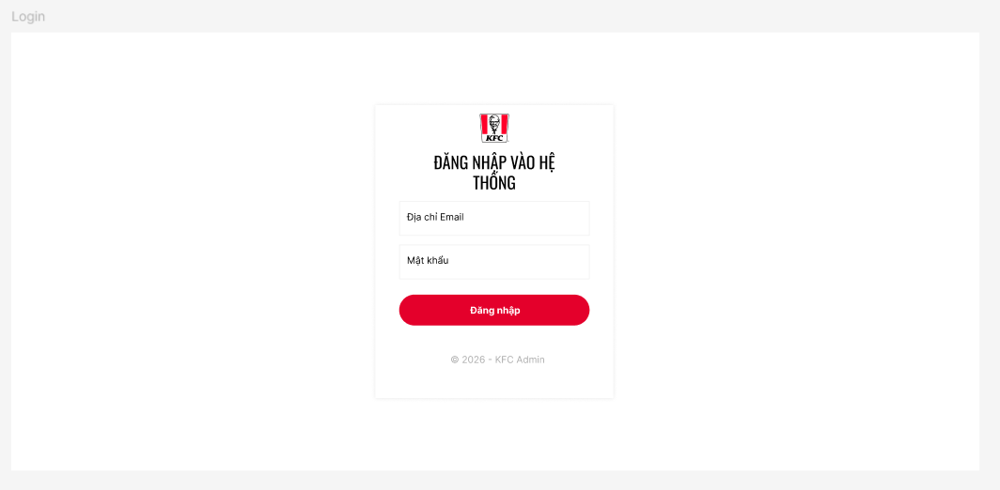 Login
KFC
ĐĂNG NHẬP VÀO HỆ
THỐNG
Địa chỉ Email
Mật khẩu
Đăng nhập
© 2026 - KFC Admin